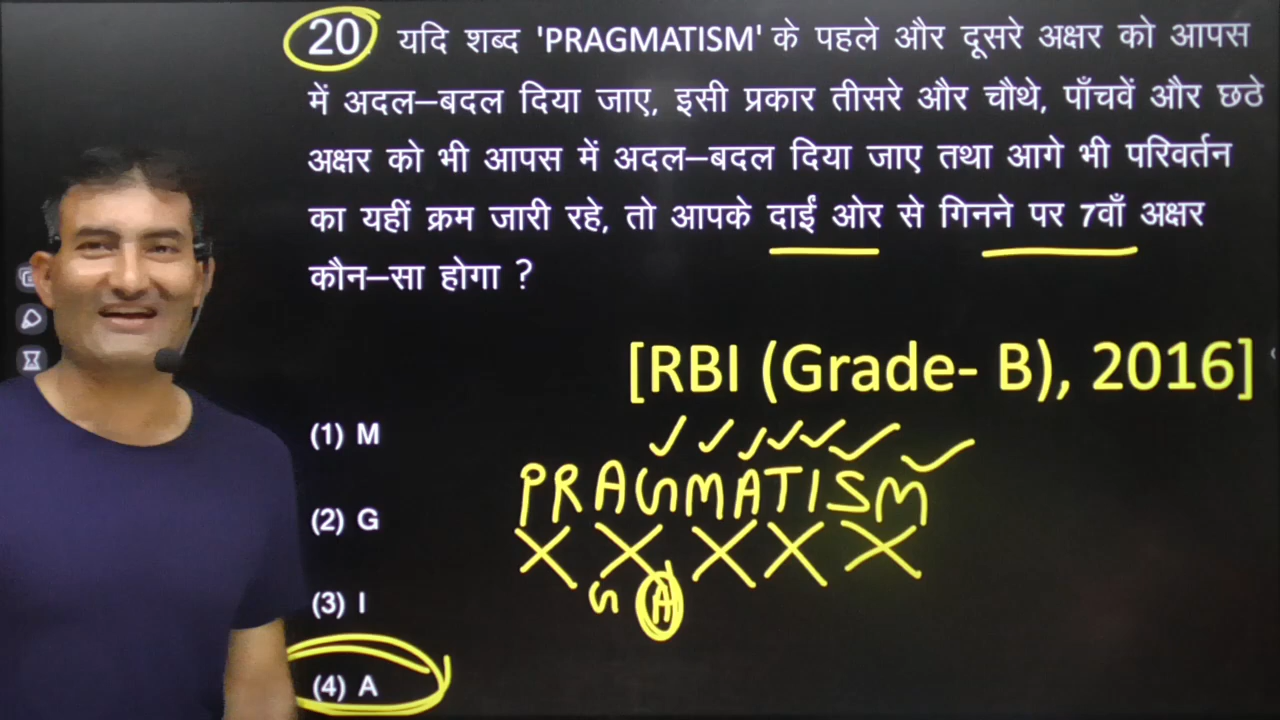 20 यदि शब्द 'PRAGMATISM' के पहले और दूसरे अक्षर को आपस
में अदल–बदल दिया जाए, इसी प्रकार तीसरे और चौथे, पाँचवें और छठे
अक्षर को भी आपस में अदल–बदल दिया जाए तथा आगे भी परिवर्तन
का यहीं क्रम जारी रहे, तो आपके दाईं ओर से गिनने पर 7वाँ अक्षर
कौन–सा होगा ?
[RBI (Grade- B), 2016]
(1) M
PRAGMATISM
(2) G
(3) I
G A
(4) A